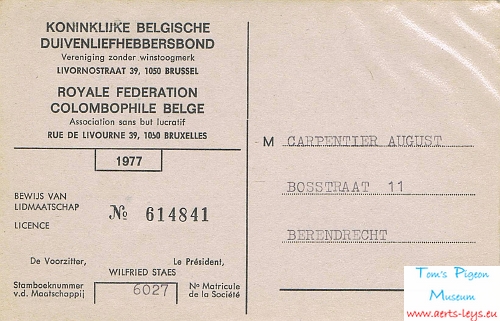 KONINKLIJKE BELGISCHE
DUIVENLIEFHEBBERSBOND
Vereniging zonder winstoogmerk
LIVORNOSTRAAT 39, 1050 BRUSSEL
ROYALE FEDERATION
COLOMBOPHILE BELGE
Association sans but lucratif
RUE DE LIVOURNE 39, 1050 BRUXELLES
1977
BEWIJS VAN
LIDMAATSCHAP
LICENCE
№ 614841
De Voorzitter, Le Président,
WILFRIED STAES
Stamboeknummer
v.d. Maatschappij
6027
No Matricule
de la Société
M CARPENTIER AUGUST
BOSSTRAAT 11
BERENDRECHT
Tom's Pigeon
Museum
www.aerts-leys.eu